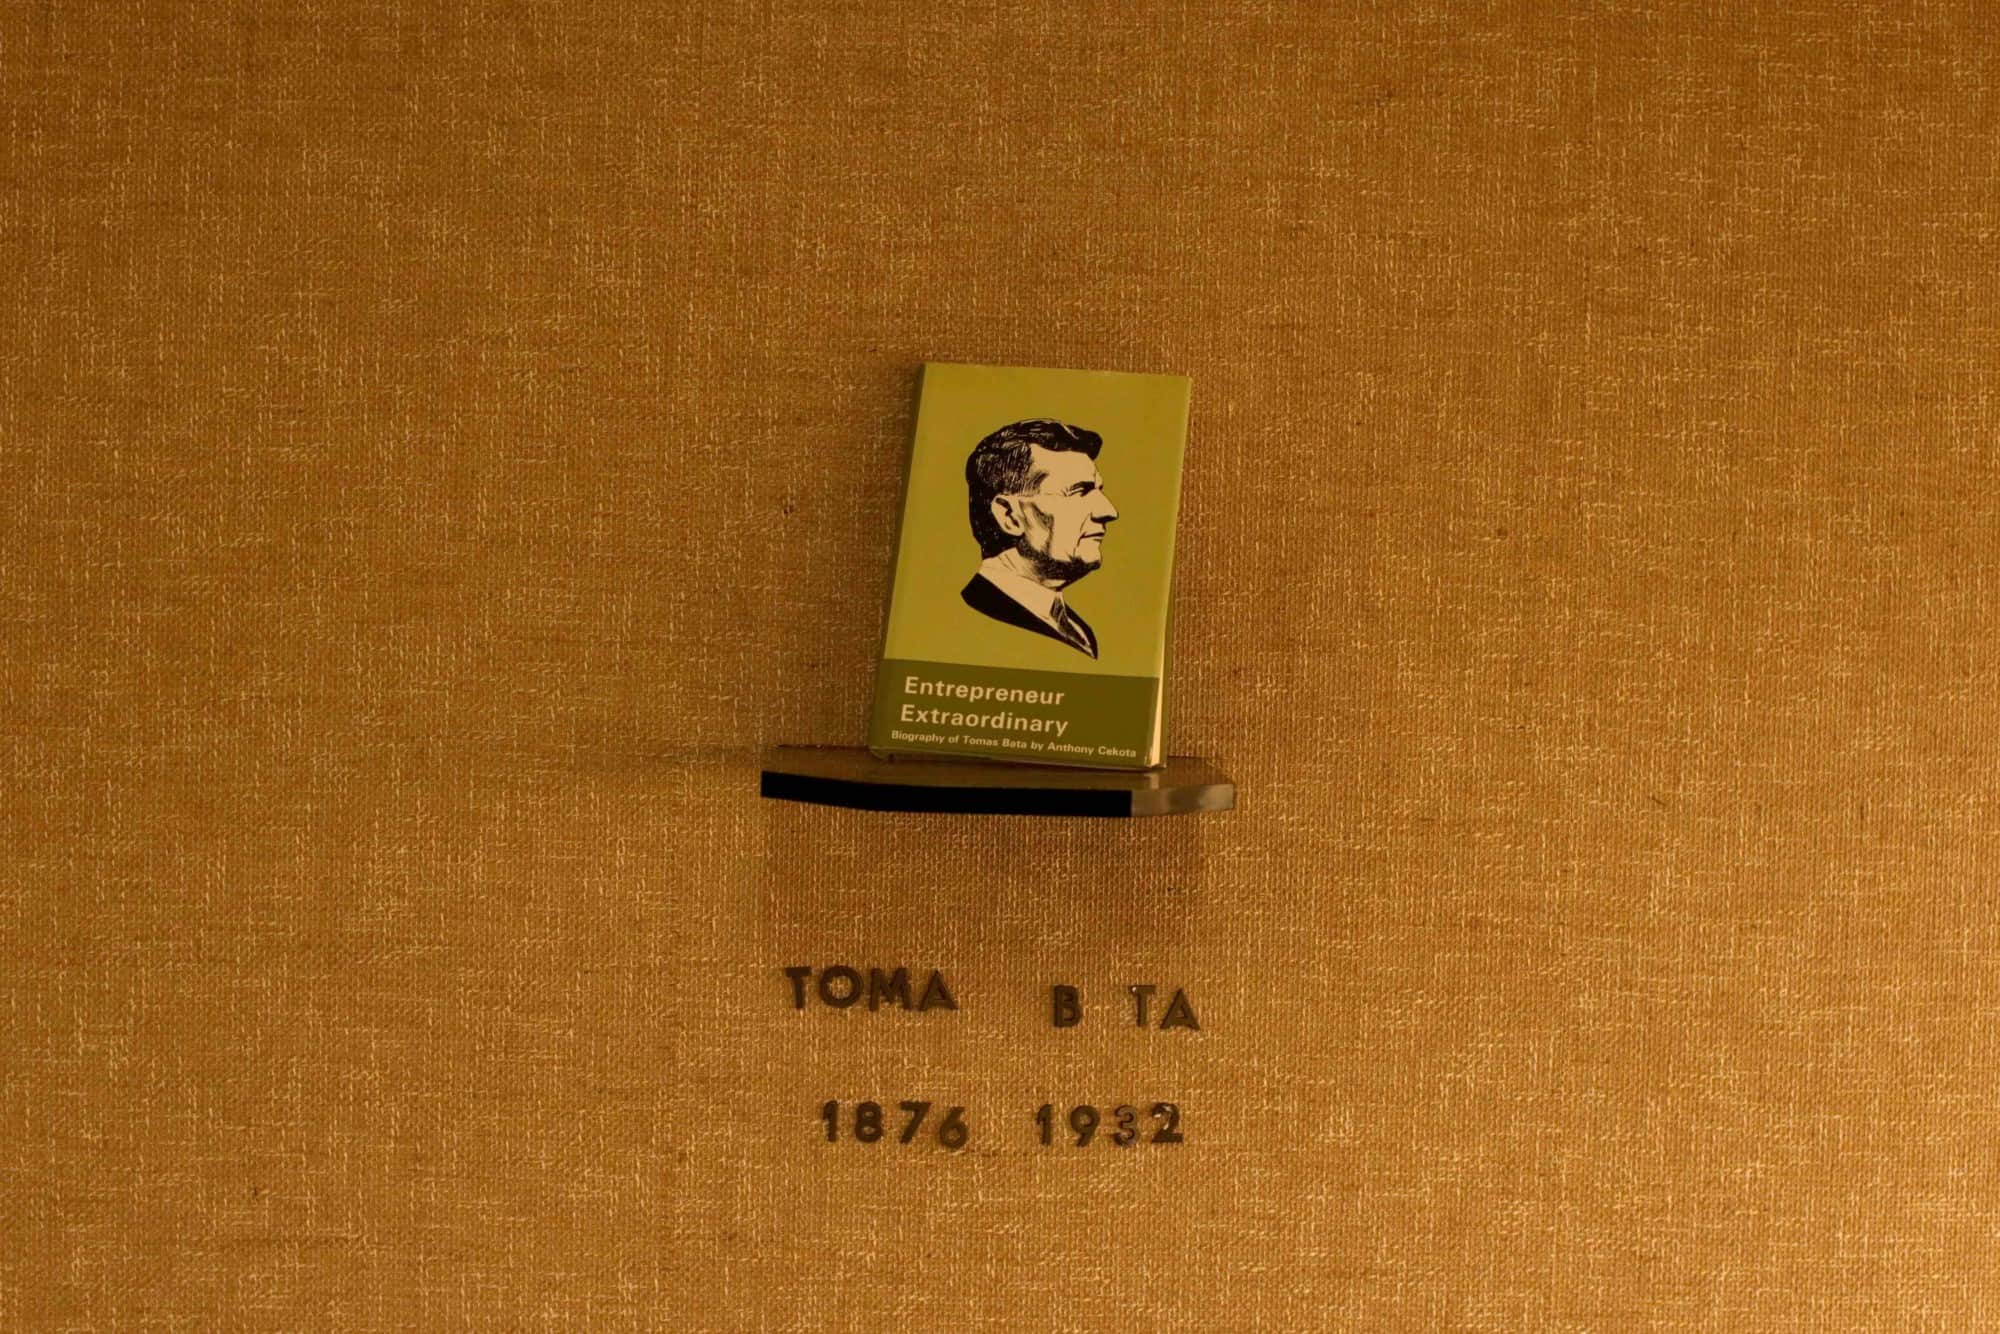 Entrepreneur
Extraordinary
Biography of Tomas Bata by Anthony Cekota
TOMA B TA
1876 1932